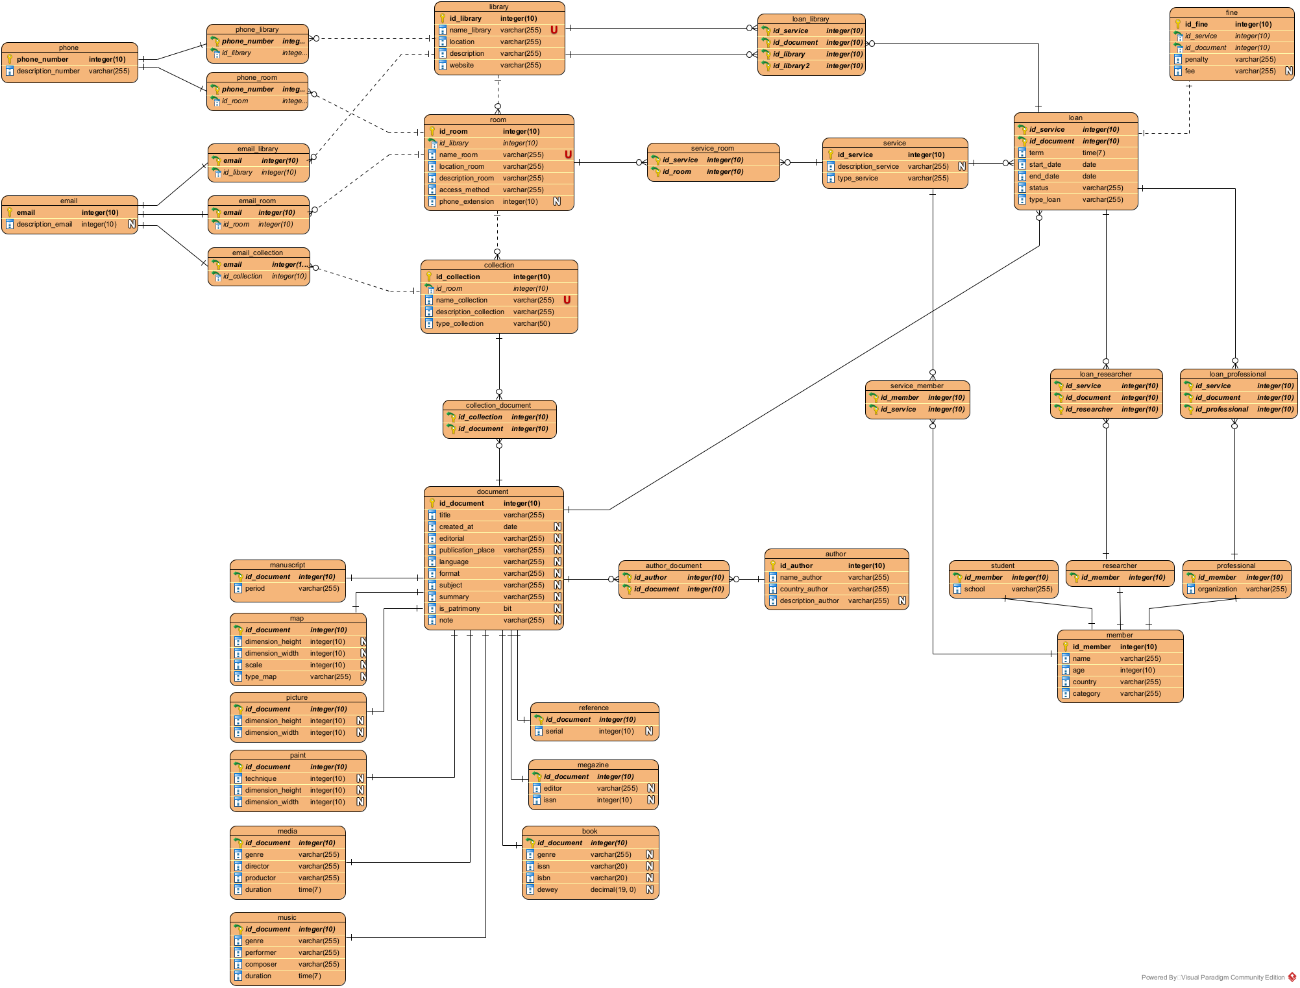 phone
phone_number integer(10)
description_number varchar(255)
phone_library
phone_number integ...
id_library intege...
phone_room
phone_number integ...
id_room intege...
email_library
email integer(10)
id_library integer(10)
email
email integer(10)
description_email integer(10) N
email_room
email integer(10)
id_room integer(10)
email_collection
email integer(1...
id_collection integer(10)
library
id_library integer(10)
name_library varchar(255) U
location varchar(255)
description varchar(255)
website varchar(255)
room
id_room integer(10)
id_library integer(10)
name_room varchar(255) U
location_room varchar(255)
description_room varchar(255)
access_method varchar(255)
phone_extension integer(10) N
collection
id_collection integer(10)
id_room integer(10)
name_collection varchar(255) U
description_collection varchar(255)
type_collection varchar(50)
collection_document
id_collection integer(10)
id_document integer(10)
loan_library
id_service integer(10)
id_document integer(10)
id_library integer(10)
id_library2 integer(10)
service_room
id_service integer(10)
id_room integer(10)
service
id_service integer(10)
description_service varchar(255) N
type_service varchar(255)
fine
id_fine integer(10)
id_service integer(10)
id_document integer(10)
penalty varchar(255)
fee varchar(255) N
loan
id_service integer(10)
id_document integer(10)
term time(7)
start_date date
end_date date
status varchar(255)
type_loan varchar(255)
service_member
id_member integer(10)
id_service integer(10)
loan_researcher
id_service integer(10)
id_document integer(10)
id_researcher integer(10)
loan_professional
id_service integer(10)
id_document integer(10)
id_professional integer(10)
document
id_document integer(10)
title varchar(255)
created_at date N
editorial varchar(255) N
publication_place varchar(255) N
language varchar(255) N
format varchar(255) N
subject varchar(255) N
summary varchar(255) N
is_patrimony bit N
note varchar(255) N
author_document
id_author integer(10)
id_document integer(10)
author
id_author integer(10)
name_author varchar(255)
country_author varchar(255)
description_author varchar(255) N
student
id_member integer(10)
school varchar(255)
researcher
id_member integer(10)
professional
id_member integer(10)
organization varchar(255)
member
id_member integer(10)
name varchar(255)
age integer(10)
country varchar(255)
category varchar(255)
manuscript
id_document integer(10)
period varchar(255)
map
id_document integer(10)
dimension_height integer(10) N
dimension_width integer(10) N
scale integer(10) N
type_map varchar(255) N
picture
id_document integer(10)
dimension_height integer(10) N
dimension_width integer(10) N
paint
id_document integer(10)
technique integer(10) N
dimension_height integer(10) N
dimension_width integer(10) N
media
id_document integer(10)
genre varchar(255)
director varchar(255)
productor varchar(255)
duration time(7)
music
id_document integer(10)
genre varchar(255)
performer varchar(255)
composer varchar(255)
duration time(7)
reference
id_document integer(10)
serial integer(10) N
megazine
id_document integer(10)
editor varchar(255) N
issn integer(10) N
book
id_document integer(10)
genre varchar(255) N
issn varchar(20) N
isbn varchar(20) N
dewey decimal(19, 0) N
Powered By: Visual Paradigm Community Edition